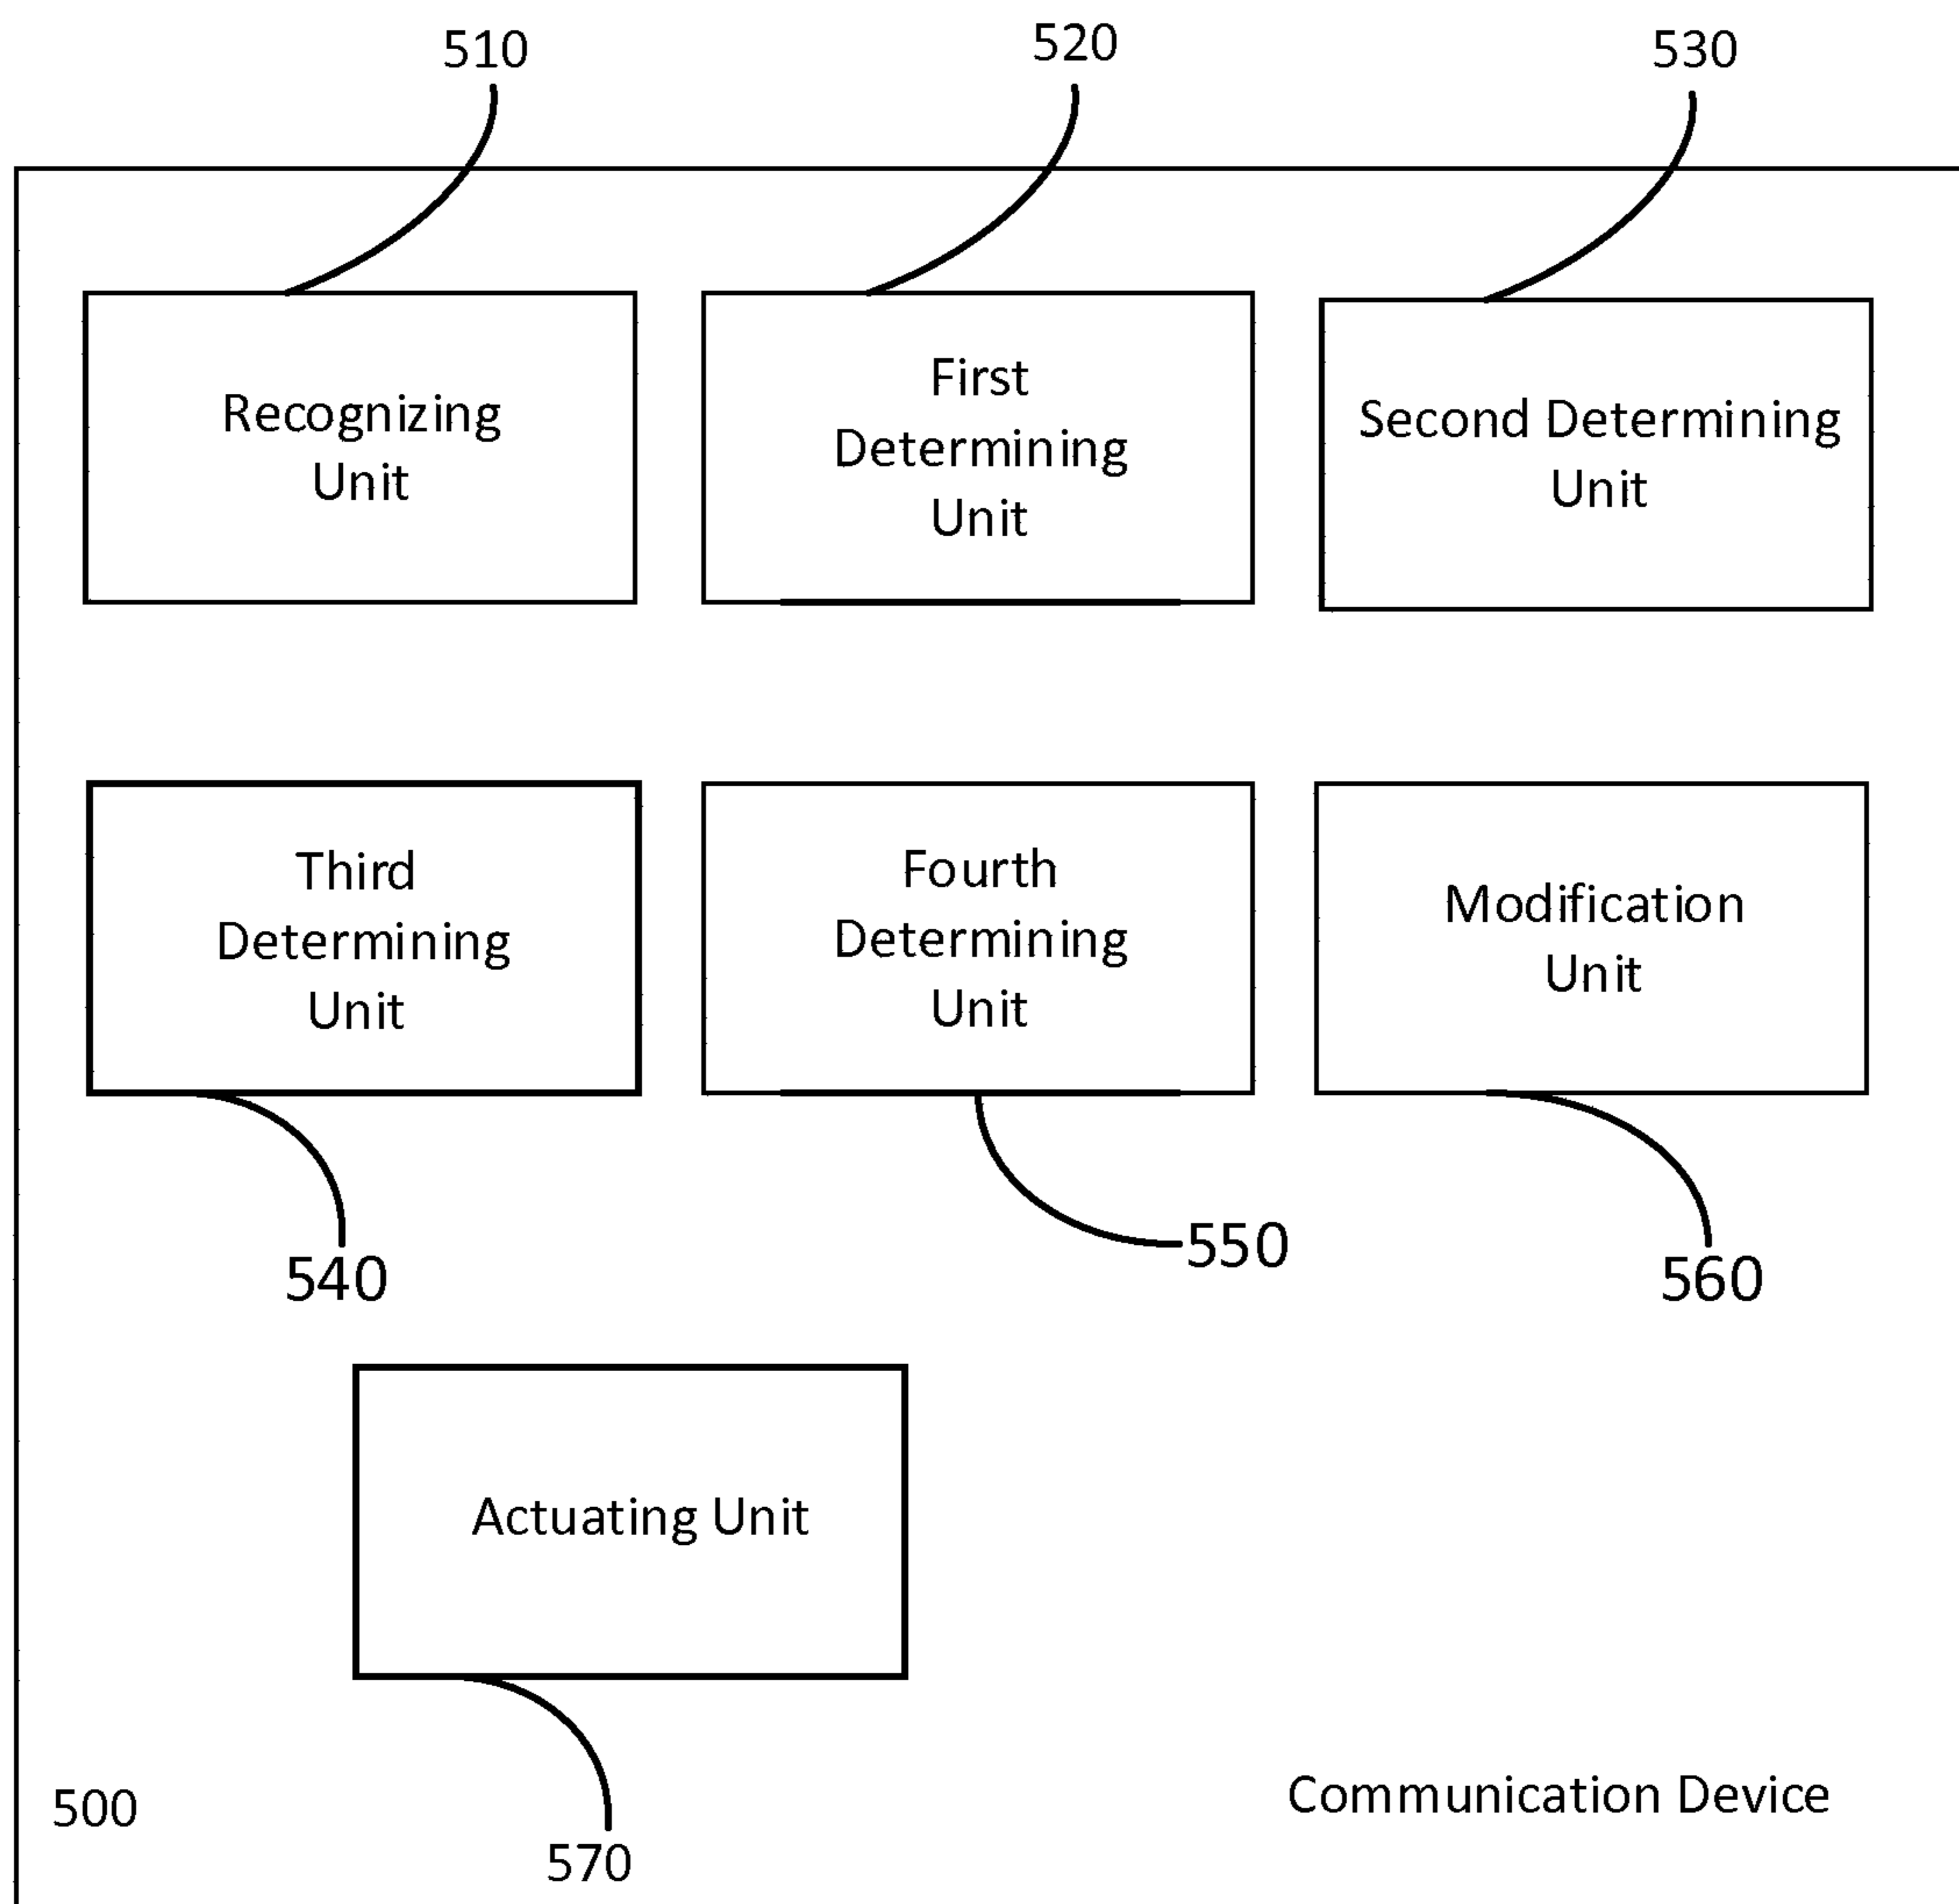 510
520
530
Recognizing
Unit
First
Determining
Unit
Second Determining
Unit
Third
Determining
Unit
Fourth
Determining
Unit
Modification
Unit
540
550
560
Actuating Unit
500
Communication Device
570